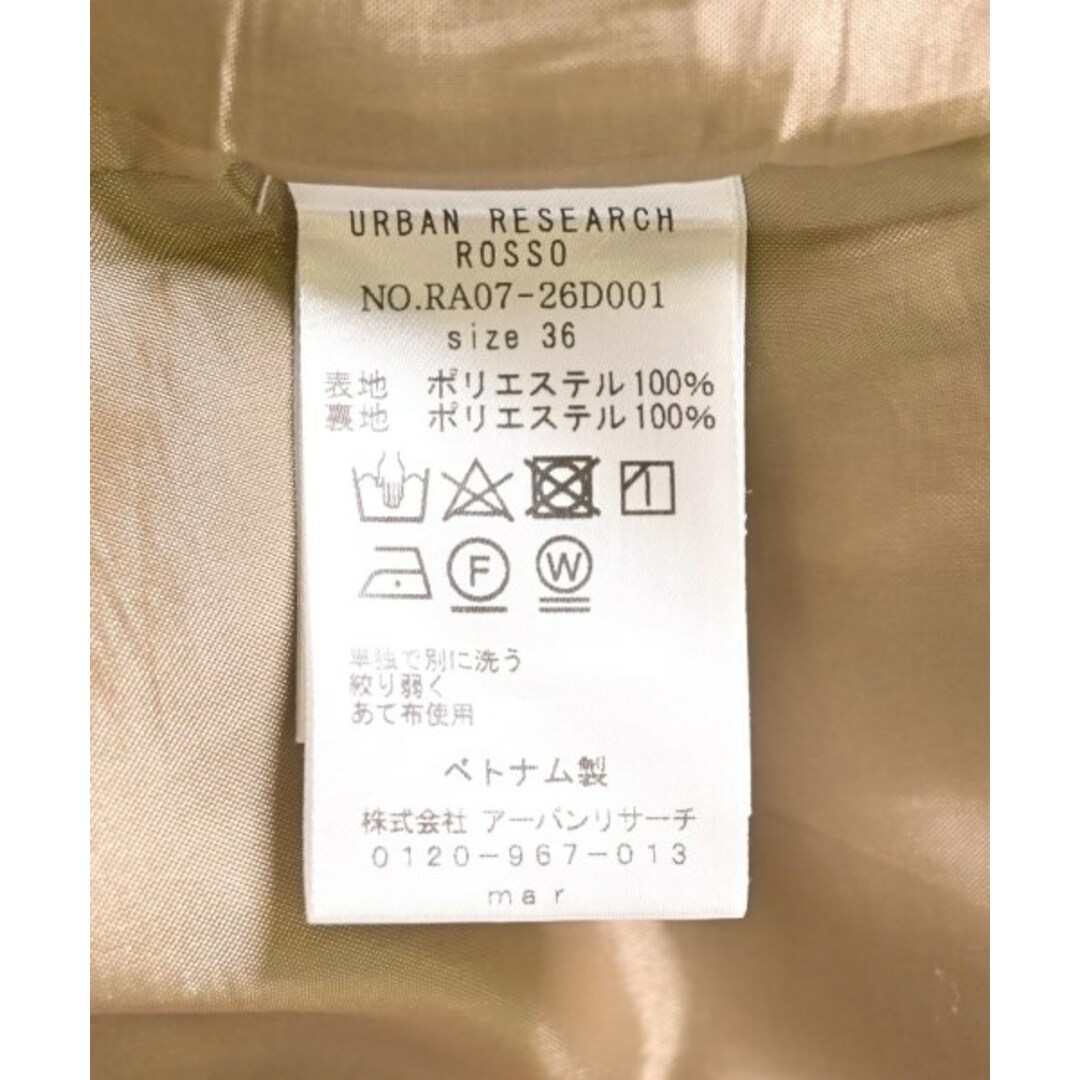 URBAN RESEARCH
ROSSO
NO.RA07-26D001
size 36
表地 ポリエステル100%
裏地 ポリエステル100%
F W
単独で別に洗う
絞り弱く
あて布使用
ベトナム製
株式会社 アーバンリサーチ
0120-967-013
mar